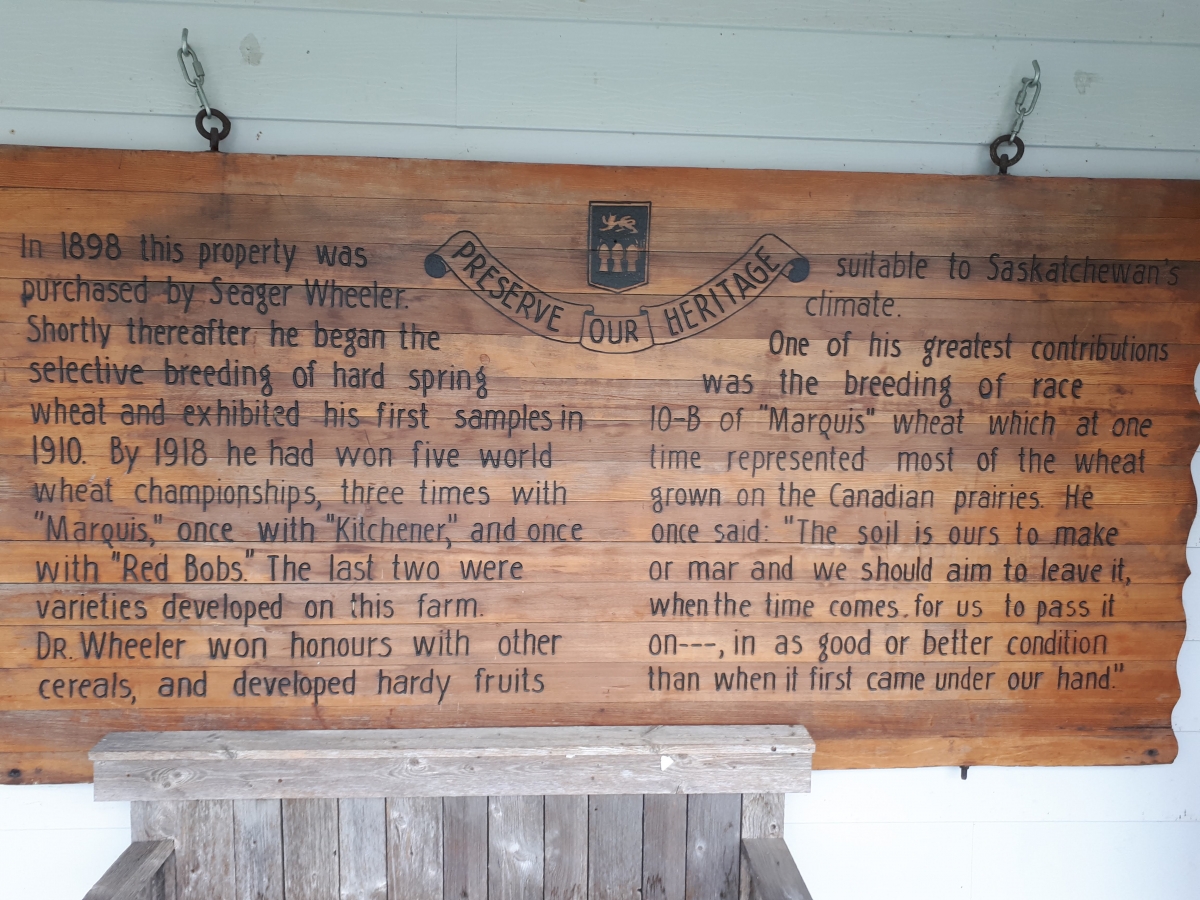 PRESERVE OUR HERITAGE
In 1898 this property was
purchased by Seager Wheeler.
Shortly thereafter he began the
selective breeding of hard spring
wheat and exhibited his first samples in
1910. By 1918 he had won five world
wheat championships, three times with
"Marquis," once with "Kitchener," and once
with "Red Bobs." The last two were
varieties developed on this farm.
DR. Wheeler won honours with other
cereals, and developed hardy fruits
suitable to Saskatchewan's
climate.
One of his greatest contributions
was the breeding of race
10-B of "Marquis" wheat which at one
time represented most of the wheat
grown on the Canadian prairies. He
once said: "The soil is ours to make
or mar and we should aim to leave it,
when the time comes for us to pass it
on---, in as good or better condition
than when it first came under our hand."